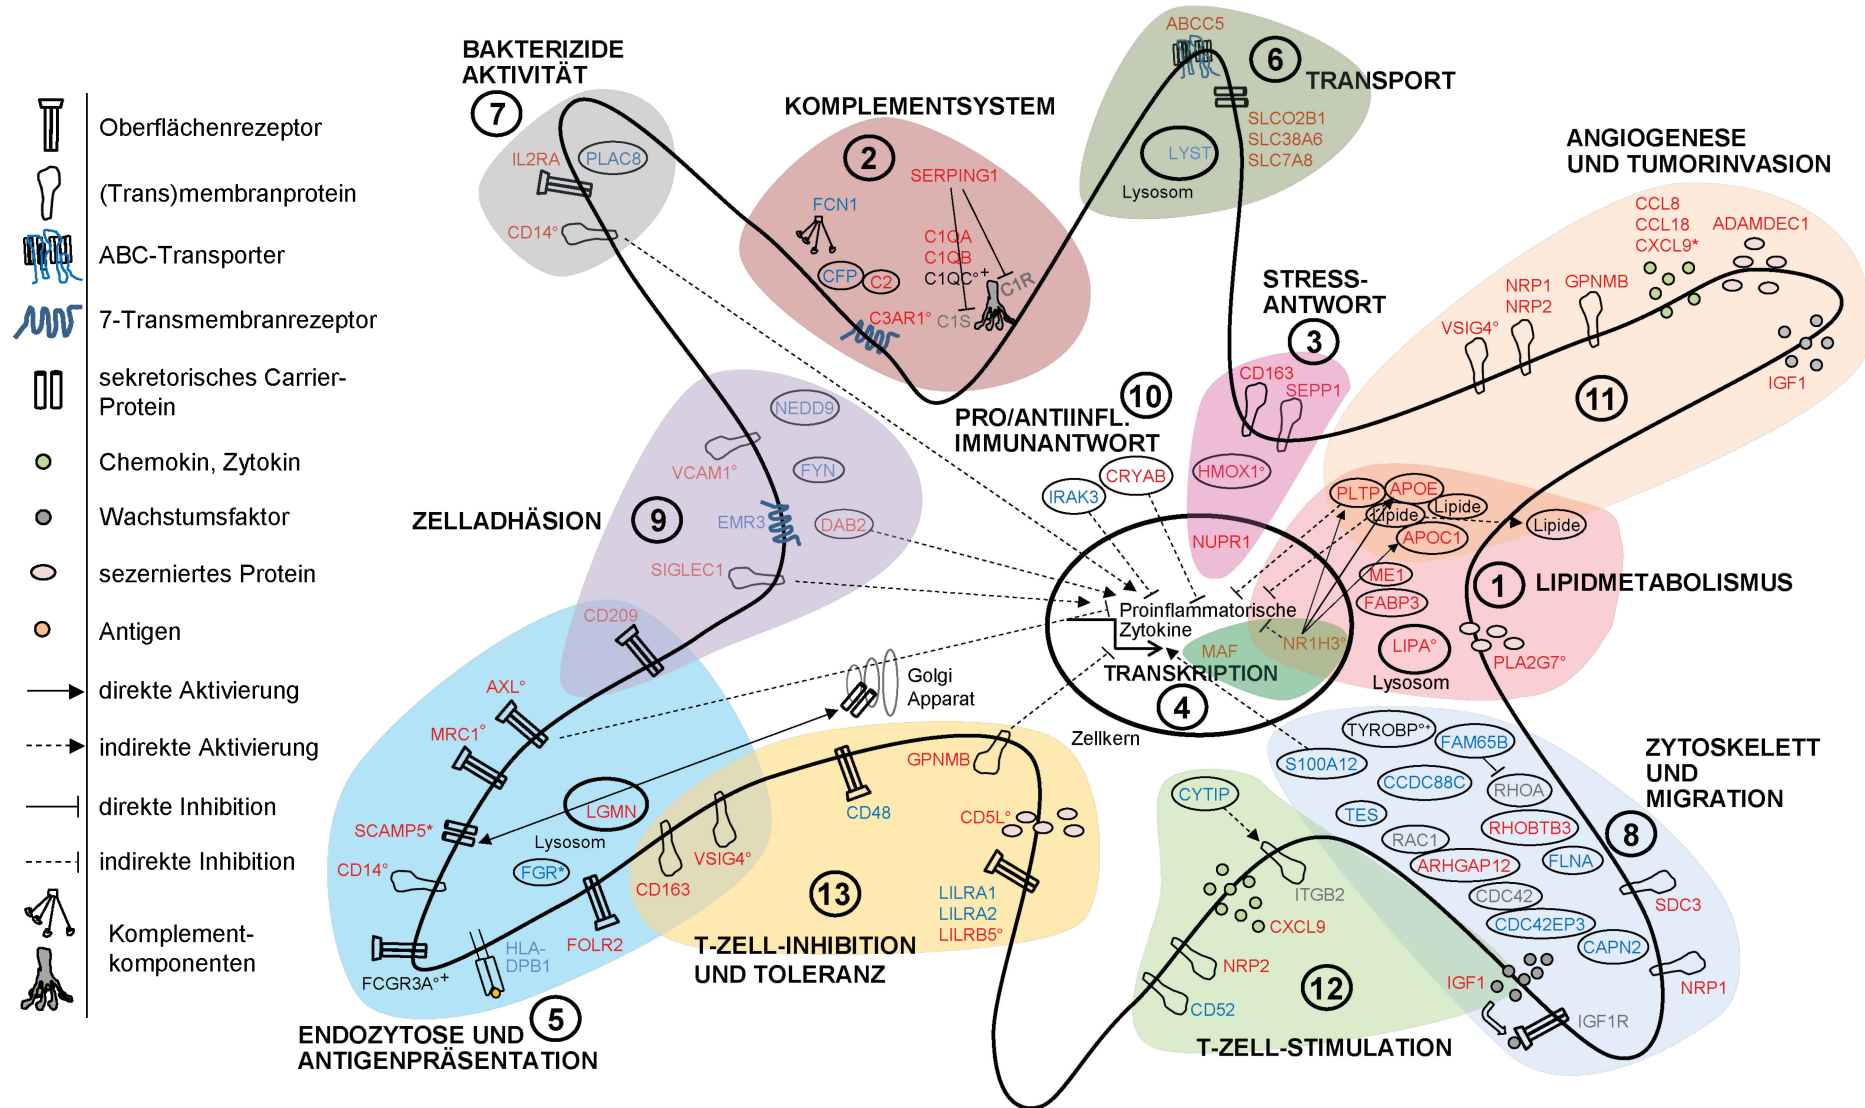 Oberflächenrezeptor
(Trans)membranprotein
ABC-Transporter
7-Transmembranrezeptor
sekretorisches Carrier-
Protein
Chemokin, Zytokin
Wachstumsfaktor
sezerniertes Protein
Antigen
direkte Aktivierung
indirekte Aktivierung
direkte Inhibition
indirekte Inhibition
Komplement-
komponenten
BAKTERIZIDE
AKTIVITÄT
7
IL2RA
PLAC8
CD14°
KOMPLEMENTSYSTEM
2
SERPING1
FCN1
C1QA
C1QB
C1QC°⁺
CFP
C2
C1R
C1S
C3AR1°
ABCC5
6
TRANSPORT
SLCO2B1
SLC38A6
SLC7A8
LYST
Lysosom
ANGIOGENESE
UND TUMORINVASION
CCL8
CCL18
CXCL9*
ADAMDEC1
NRP1
NRP2
GPNMB
VSIG4°
IGF1
11
STRESS-
ANTWORT
3
CD163
SEPP1
HMOX1°
NUPR1
10
PRO/ANTIINFL.
IMMUNANTWORT
IRAK3
CRYAB
NEDD9
VCAM1°
FYN
ZELLADHÄSION
9
EMR3
DAB2
SIGLEC1
CD209
PLTP
APOE
Lipide
Lipide
Lipide
APOC1
ME1
FABP3
1
LIPIDMETABOLISMUS
NR1H3°
LIPA°
Lysosom
PLA2G7°
Proinflammatorische
Zytokine
MAF
TRANSKRIPTION
4
Zellkern
Golgi
Apparat
AXL°
MRC1°
SCAMP5*
LGMN
Lysosom
CD14°
FGR*
FOLR2
HLA-
DPB1
FCGR3A°⁺
5
ENDOZYTOSE UND
ANTIGENPRÄSENTATION
CD163
VSIG4°
CD48
GPNMB
CD5L°
LILRA1
LILRA2
LILRB5°
13
T-ZELL-INHIBITION
UND TOLERANZ
CYTIP
ITGB2
CXCL9
NRP2
CD52
12
T-ZELL-STIMULATION
TYROBP°⁺
FAM65B
S100A12
CCDC88C
RHOA
TES
RAC1
RHOBTB3
ARHGAP12
FLNA
CDC42
CDC42EP3
CAPN2
SDC3
NRP1
IGF1
IGF1R
ZYTOSKELETT
UND
MIGRATION
8